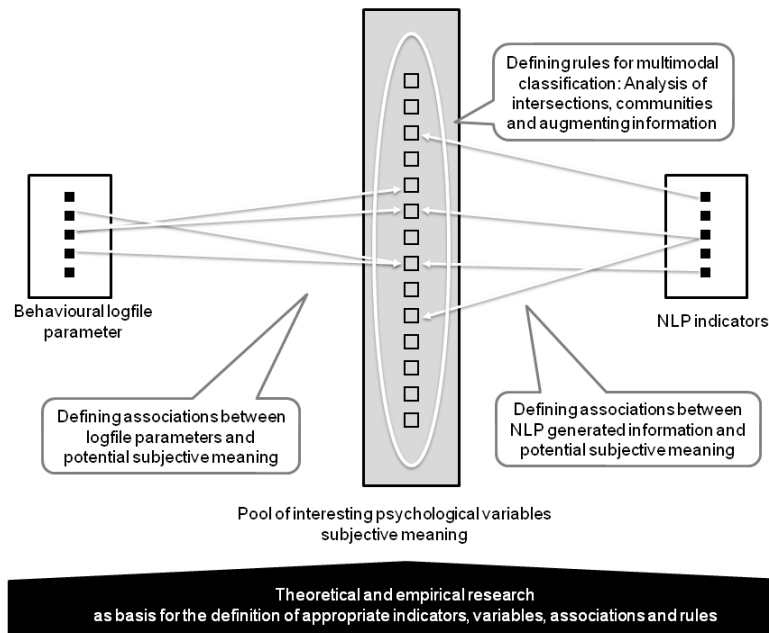 Defining rules for multimodal
classification: Analysis of
intersections, communities
and augmenting information
Behavioural logfile
parameter
NLP indicators
Defining associations between
logfile parameters and
potential subjective meaning
Defining associations between
NLP generated information and
potential subjective meaning
Pool of interesting psychological variables
subjective meaning
Theoretical and empirical research
as basis for the definition of appropriate indicators, variables, associations and rules